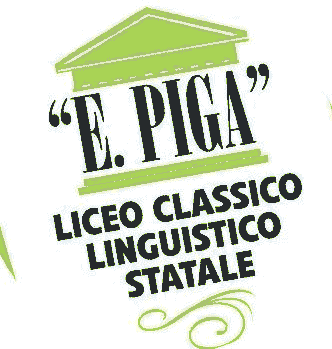 “E. PIGA”
LICEO CLASSICO
LINGUISTICO
STATALE